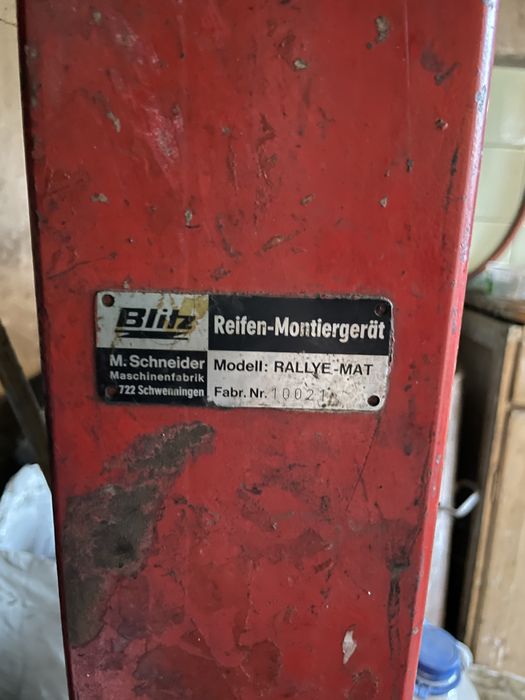 Blitz
Reifen-Montiergerät
M. Schneider
Maschinenfabrik
722 Schwenningen
Modell: RALLYE-MAT
Fabr. Nr. 10021